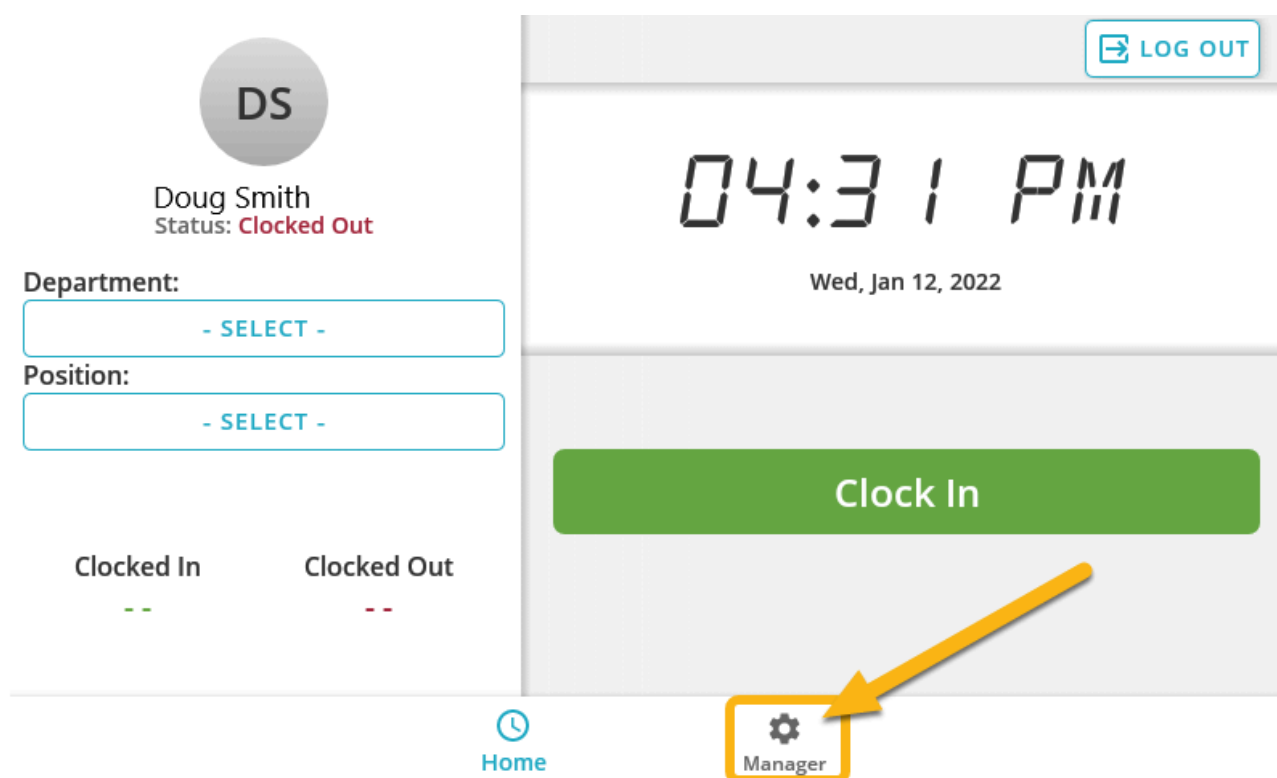 DS
Doug Smith
Status: Clocked Out
Department:
- SELECT -
Position:
- SELECT -
Clocked In Clocked Out
- - - -
LOG OUT
04:31 PM
Wed, Jan 12, 2022
Clock In
Home Manager